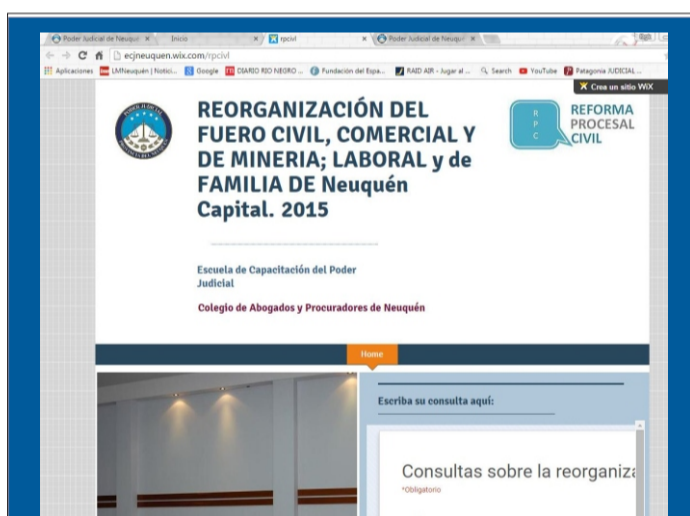 Poder Judicial de Neuqu
Inicio
rpcivl
Poder Judicial de Neuqu
ecjneuquen.wix.com/rpcivl
Aplicaciones
LMNeuquén | Notici...
Google
DIARIO RIO NEGRO ...
Fundación del Espa...
RAID AIR - Jugar al ...
Search
YouTube
Patagonia JUDICIAL ...
Crea un sitio WiX
REORGANIZACIÓN DEL
FUERO CIVIL, COMERCIAL Y
DE MINERIA; LABORAL y de
FAMILIA DE Neuquén
Capital. 2015
R
P
C
REFORMA
PROCESAL
CIVIL
Escuela de Capacitación del Poder
Judicial
Colegio de Abogados y Procuradores de Neuquén
Home
Escriba su consulta aquí:
Consultas sobre la reorganiza
*Obligatorio